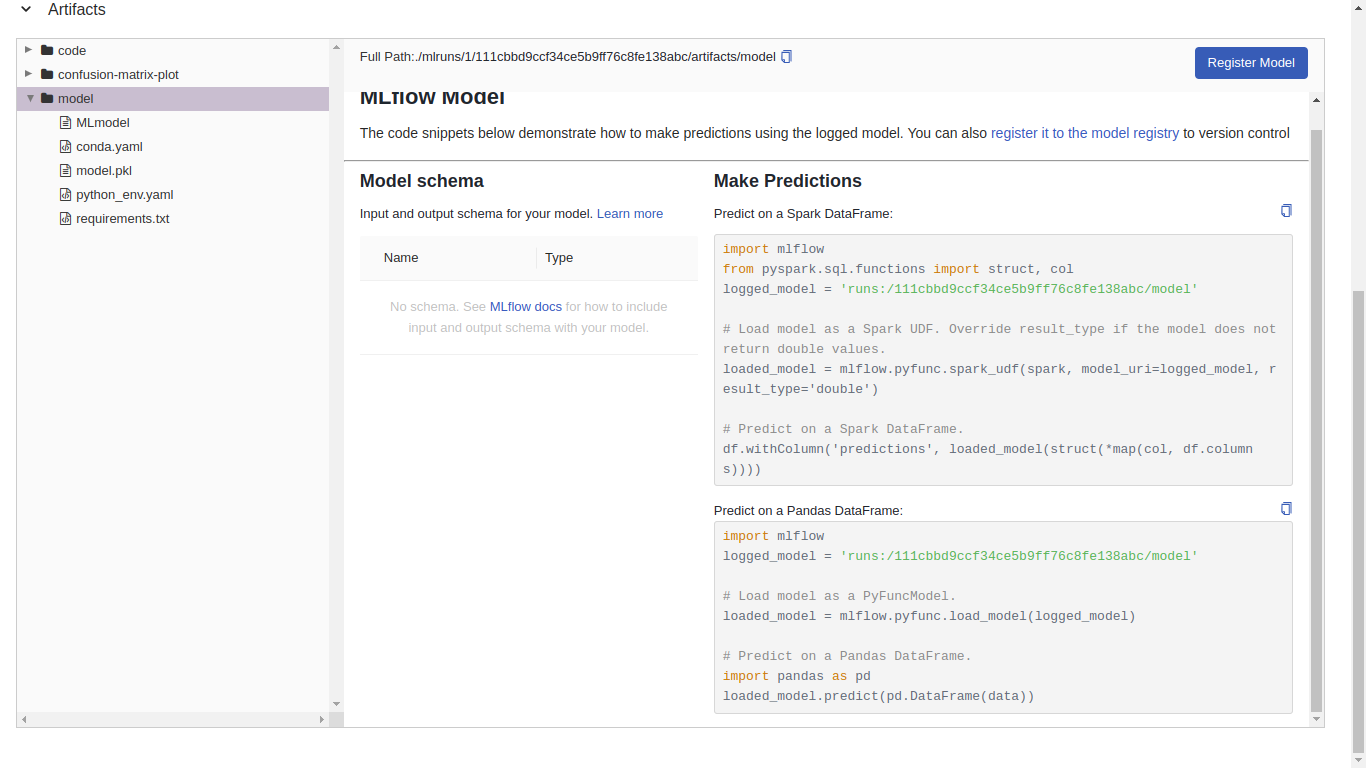 Artifacts
code
confusion-matrix-plot
model
MLmodel
conda.yaml
model.pkl
python_env.yaml
requirements.txt
Full Path:./mlruns/1/111cbbd9ccf34ce5b9ff76c8fe138abc/artifacts/model
Register Model
MLflow Model
The code snippets below demonstrate how to make predictions using the logged model. You can also register it to the model registry to version control
Model schema
Input and output schema for your model. Learn more
Name Type
No schema. See MLflow docs for how to include
input and output schema with your model.
Make Predictions
Predict on a Spark DataFrame:
import mlflow
from pyspark.sql.functions import struct, col
logged_model = 'runs:/111cbbd9ccf34ce5b9ff76c8fe138abc/model'
# Load model as a Spark UDF. Override result_type if the model does not
return double values.
loaded_model = mlflow.pyfunc.spark_udf(spark, model_uri=logged_model, r
esult_type='double')
# Predict on a Spark DataFrame.
df.withColumn('predictions', loaded_model(struct(*map(col, df.column
s))))
Predict on a Pandas DataFrame:
import mlflow
logged_model = 'runs:/111cbbd9ccf34ce5b9ff76c8fe138abc/model'
# Load model as a PyFuncModel.
loaded_model = mlflow.pyfunc.load_model(logged_model)
# Predict on a Pandas DataFrame.
import pandas as pd
loaded_model.predict(pd.DataFrame(data))